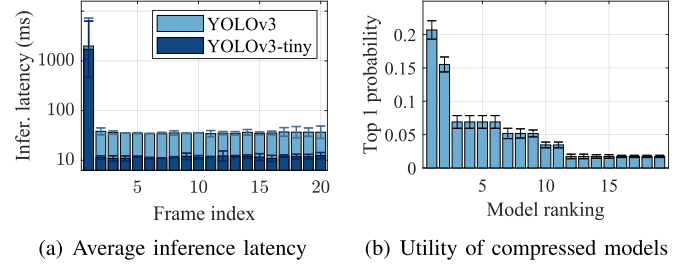 YOLOv3
YOLOv3-tiny
Infer. latency (ms)
1000
100
10
5
10
15
20
Frame index
(a) Average inference latency
Top 1 probability
0.2
0.15
0.1
0.05
0
5
10
15
Model ranking
(b) Utility of compressed models